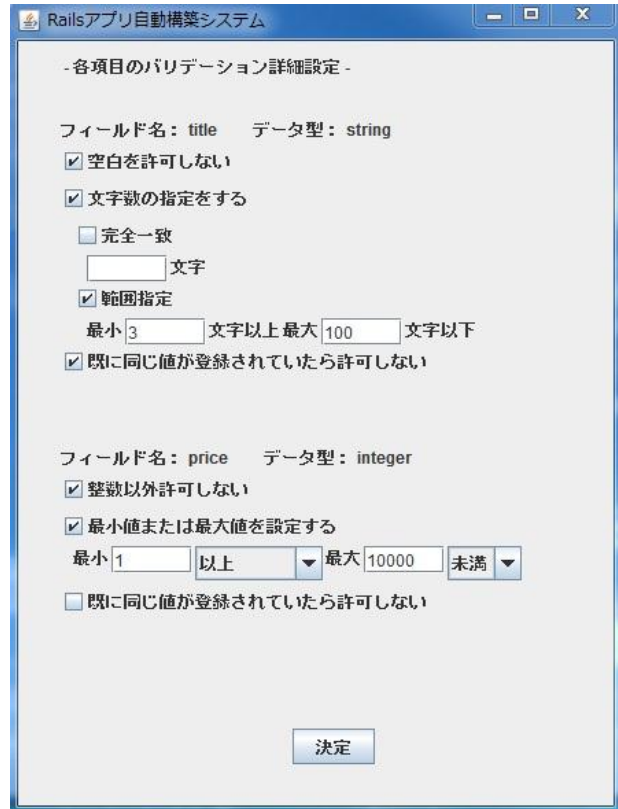 Railsアプリ自動構築システム
-各項目のバリデーション詳細設定-
フィールド名：title データ型：string
空白を許可しない
文字数の指定をする
完全一致
文字
範囲指定
最小 3 文字以上 最大 100 文字以下
既に同じ値が登録されていたら許可しない
フィールド名：price データ型：integer
整数以外許可しない
最小値または最大値を設定する
最小 1 以上 最大 10000 未満
既に同じ値が登録されていたら許可しない
決定